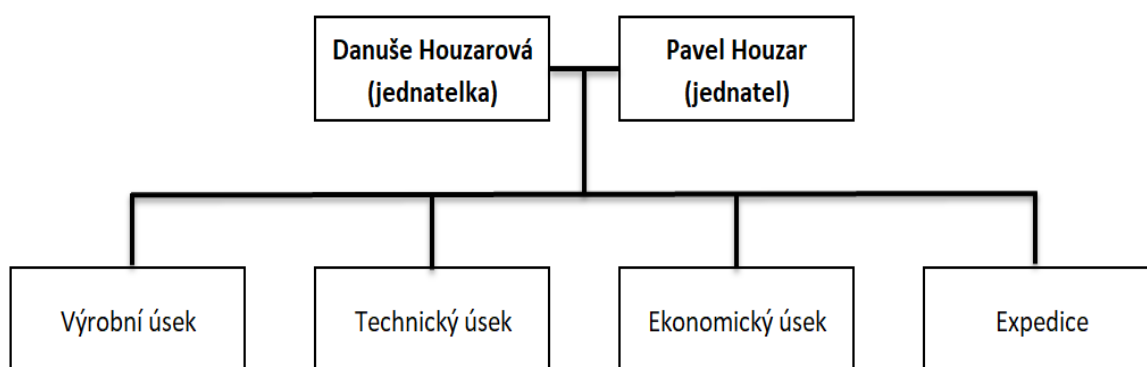 Danuše Houzarová
(jednatelka)
Pavel Houzar
(jednatel)
Výrobní úsek
Technický úsek
Ekonomický úsek
Expedice